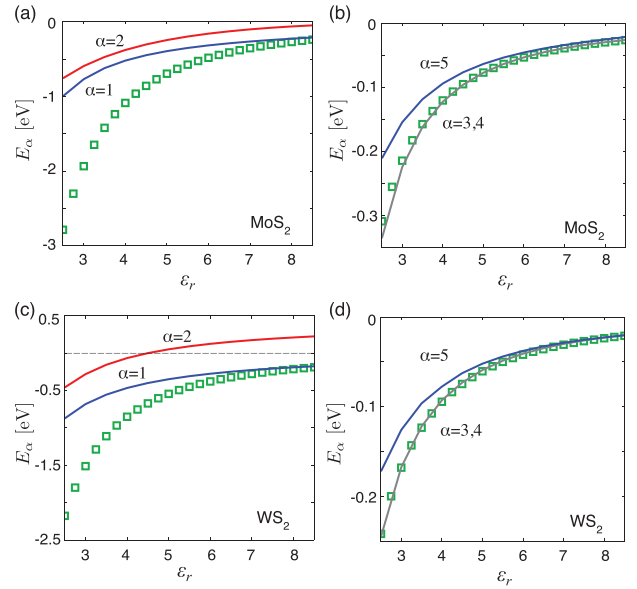 (a)
0
-1
-2
-3
3 4 5 6 7 8
E_α [eV]
ε_r
α=2
α=1
MoS₂
(b)
0
-0.1
-0.2
-0.3
3 4 5 6 7 8
E_α [eV]
ε_r
α=5
α=3,4
MoS₂
(c)
0.5
-0.5
-1.5
-2.5
3 4 5 6 7 8
E_α [eV]
ε_r
α=2
α=1
WS₂
(d)
0
-0.1
-0.2
3 4 5 6 7 8
E_α [eV]
ε_r
α=5
α=3,4
WS₂